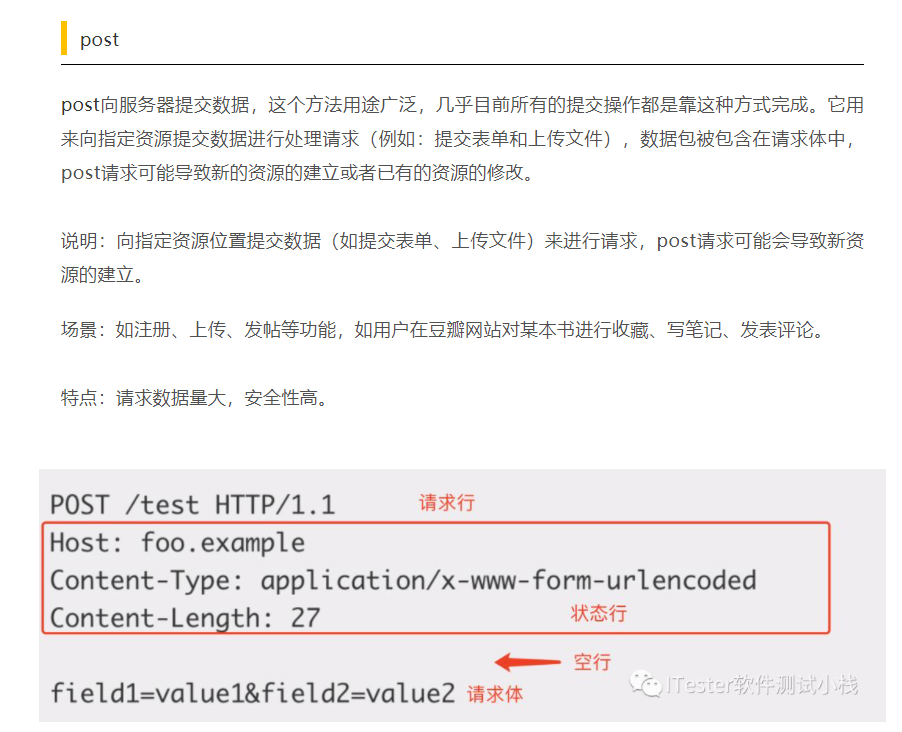 post
post向服务器提交数据，这个方法用途广泛，几乎目前所有的提交操作都是靠这种方式完成。它用
来向指定资源提交数据进行处理请求（例如：提交表单和上传文件），数据包被包含在请求体中，
post请求可能导致新的资源的建立或者已有的资源的修改。
说明：向指定资源位置提交数据（如提交表单、上传文件）来进行请求，post请求可能会导致新资
源的建立。
场景：如注册、上传、发帖等功能，如用户在豆瓣网站对某本书进行收藏、写笔记、发表评论。
特点：请求数据量大，安全性高。
POST /test HTTP/1.1 请求行
Host: foo.example
Content-Type: application/x-www-form-urlencoded
Content-Length: 27 状态行
空行
field1=value1&field2=value2 请求体
ITester软件测试小栈